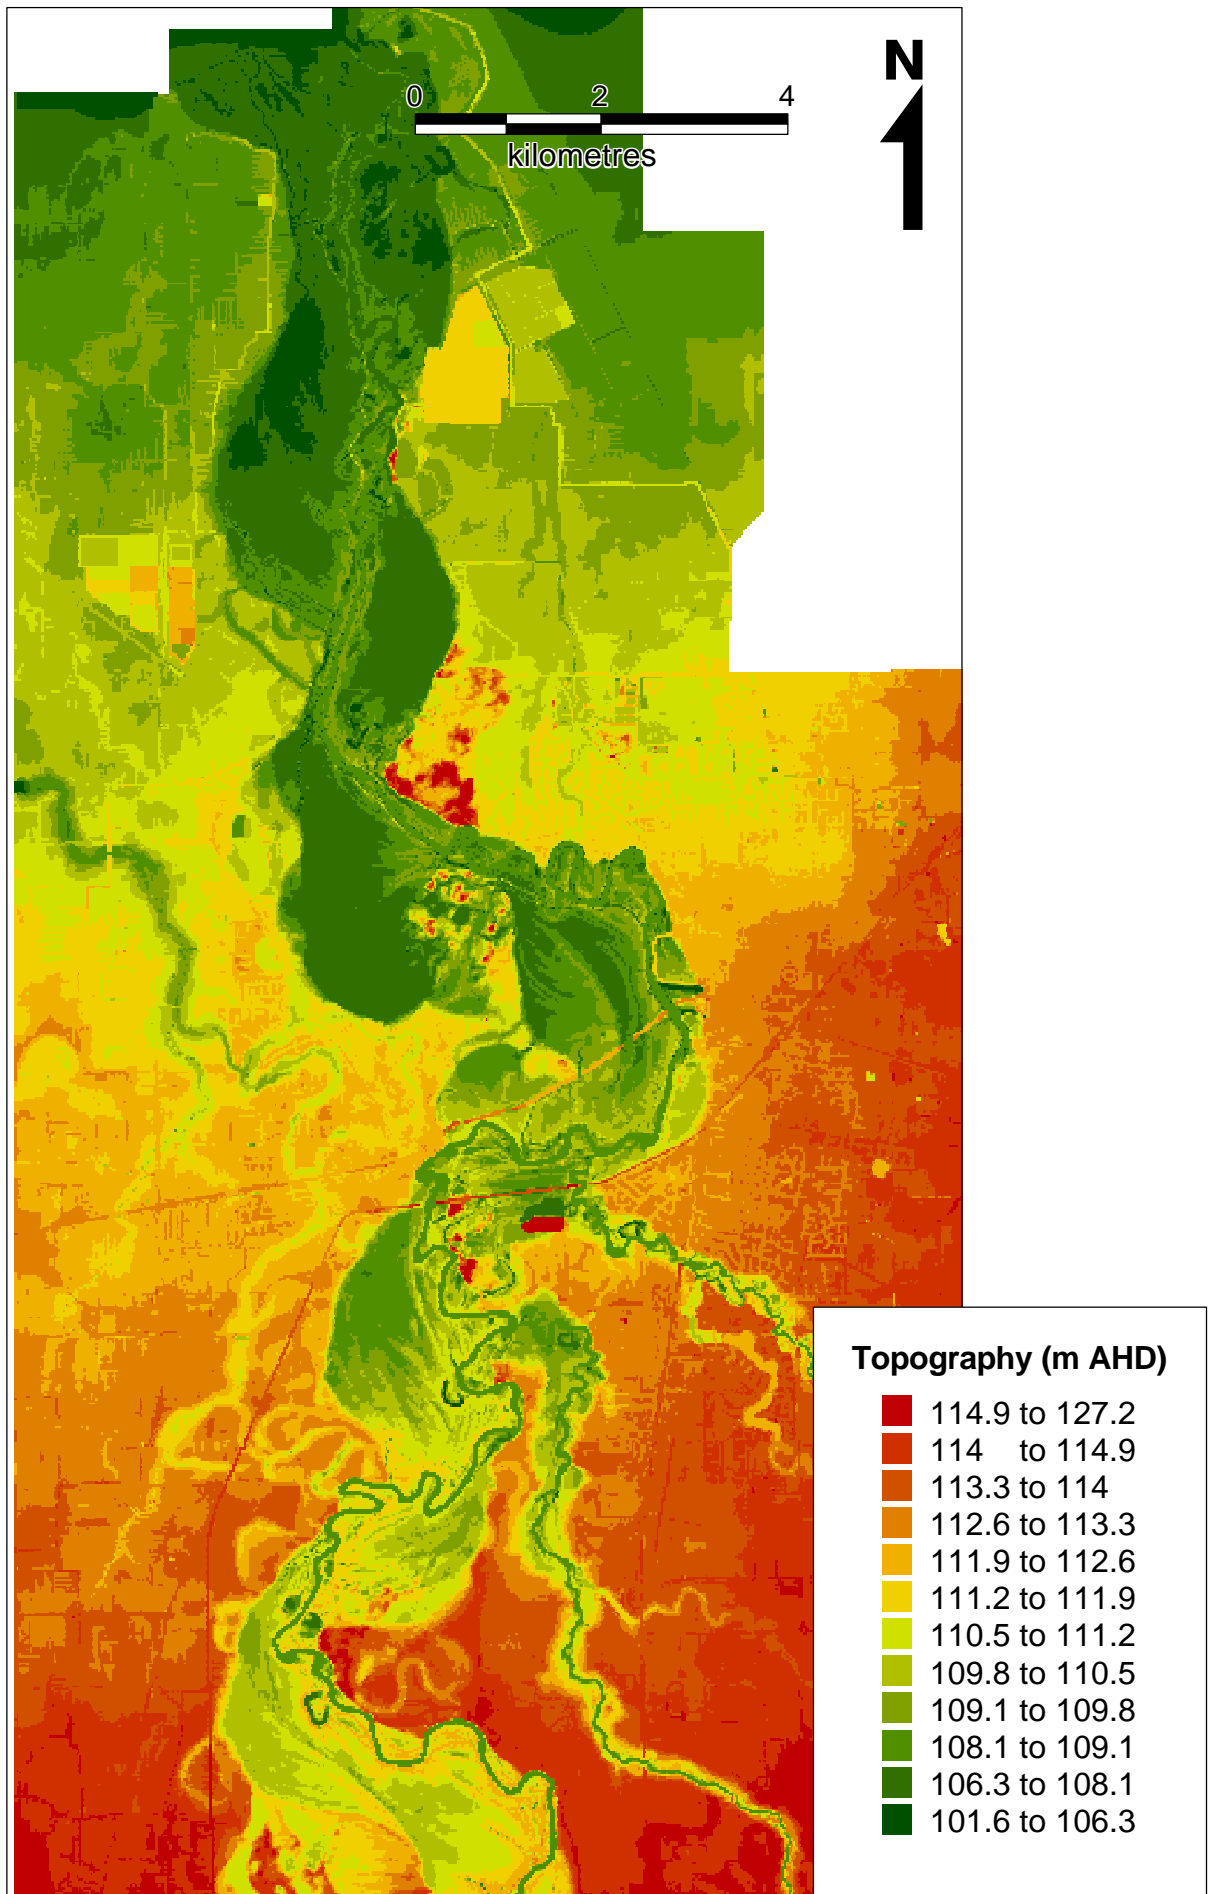 N
0 2 4
kilometres
Topography (m AHD)
114.9 to 127.2
114 to 114.9
113.3 to 114
112.6 to 113.3
111.9 to 112.6
111.2 to 111.9
110.5 to 111.2
109.8 to 110.5
109.1 to 109.8
108.1 to 109.1
106.3 to 108.1
101.6 to 106.3